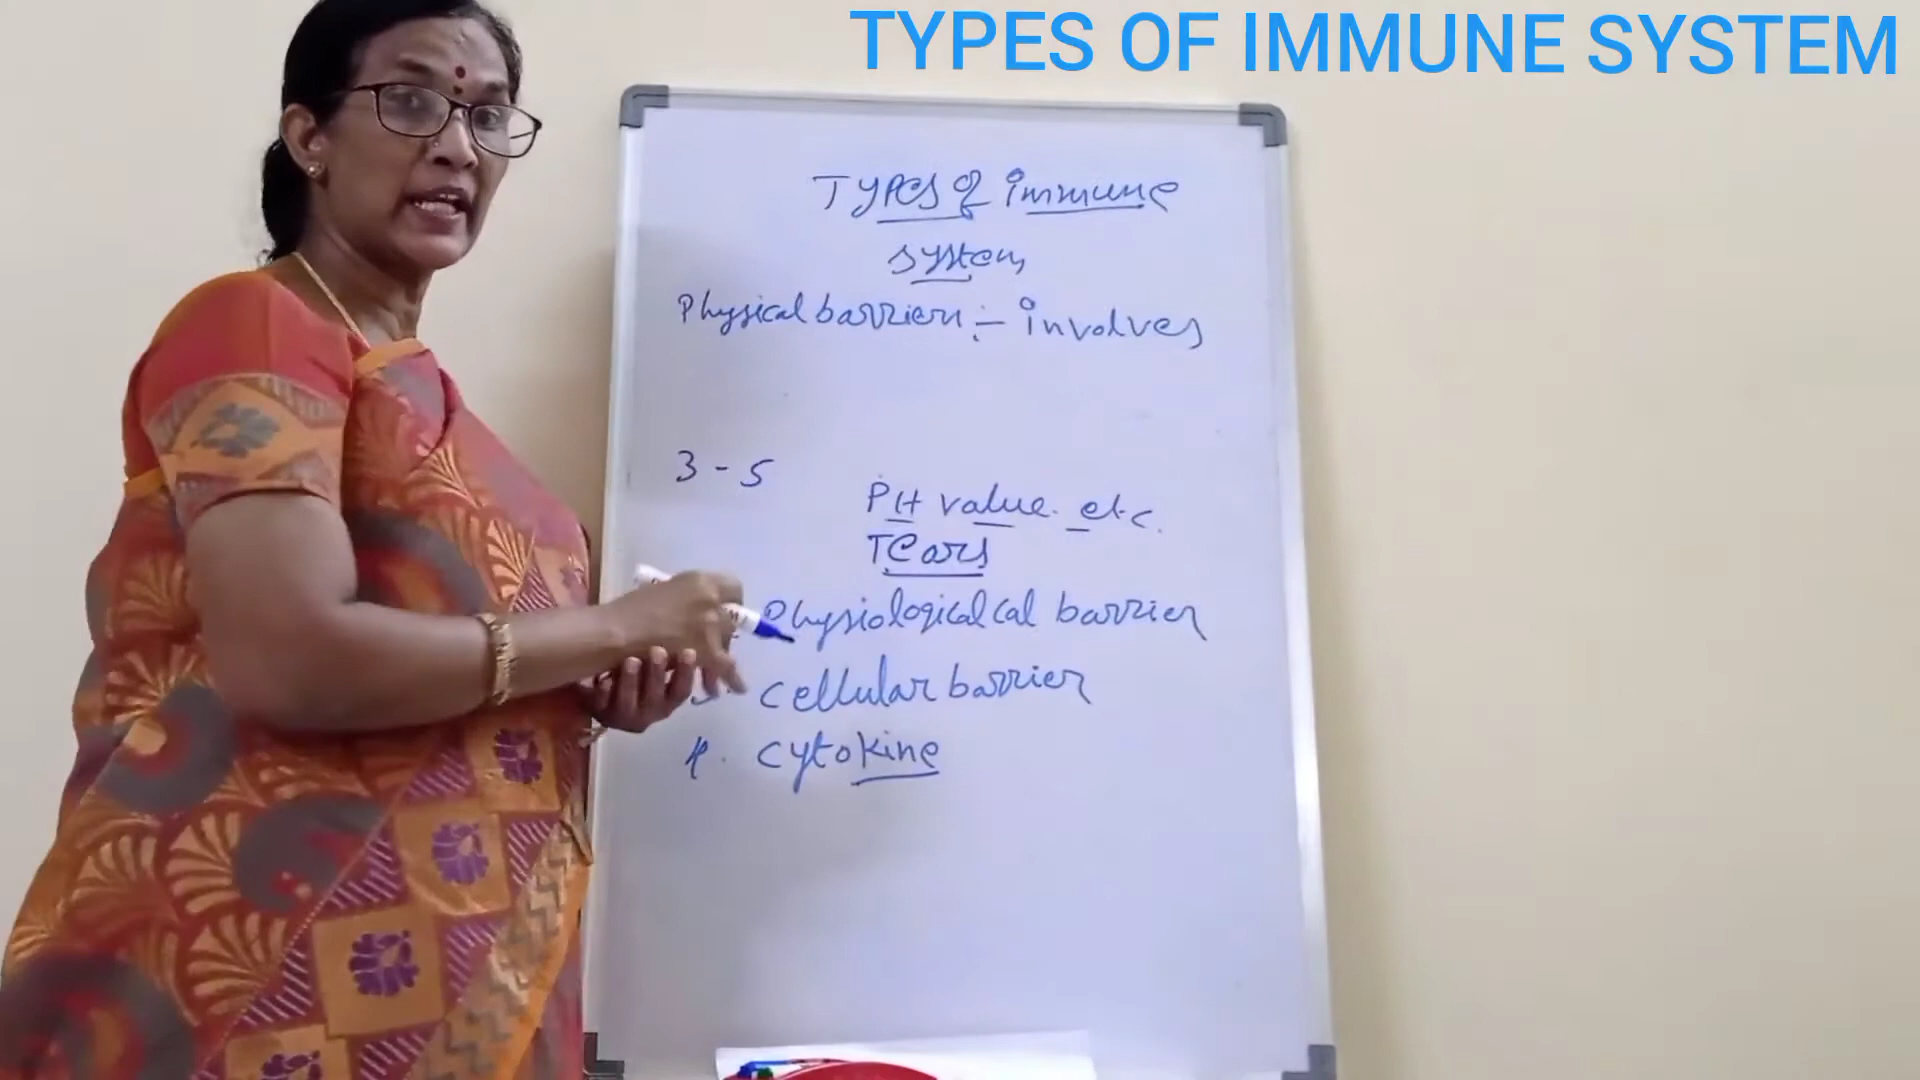 TYPES OF IMMUNE SYSTEM
TYPES of immune
system
Physical barrier :- involves
3 - 5
PH value. etc.
TEars
Physiologicalcal barrier
cellular barrier
4. cytokine